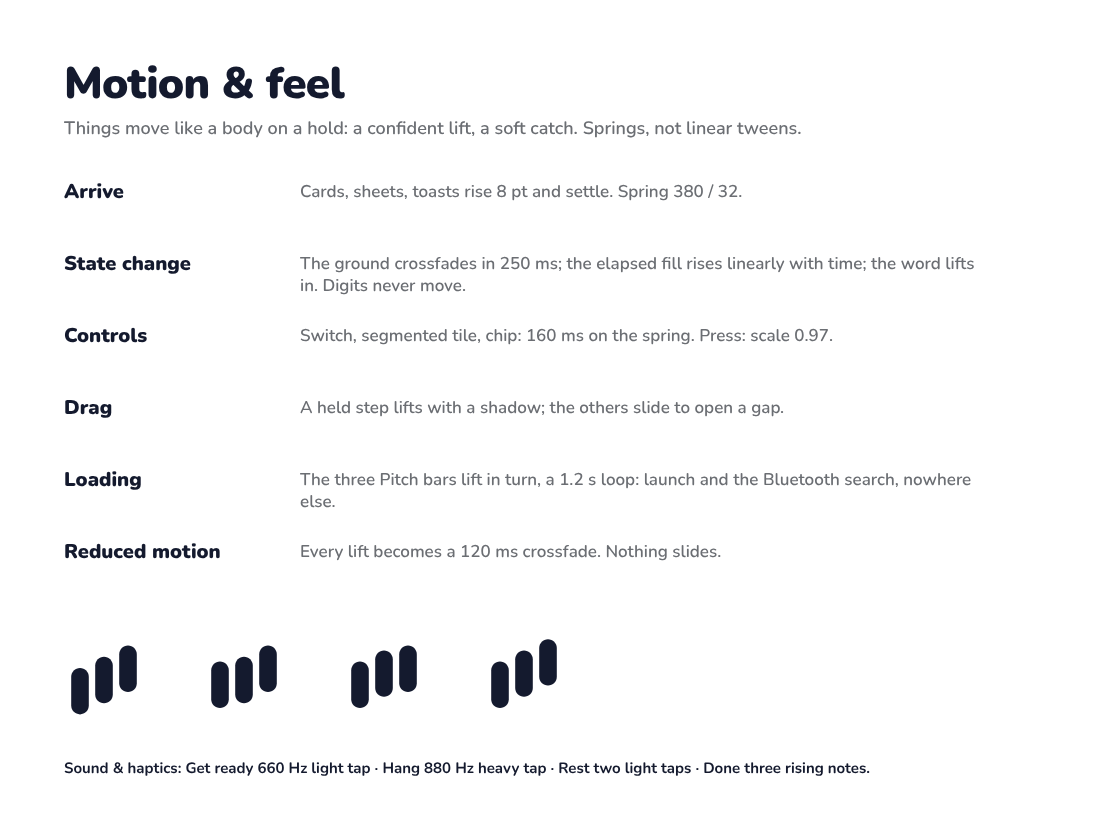 Motion & feel
Things move like a body on a hold: a confident lift, a soft catch. Springs, not linear tweens.
Arrive
Cards, sheets, toasts rise 8 pt and settle. Spring 380 / 32.
State change
The ground crossfades in 250 ms; the elapsed fill rises linearly with time; the word lifts
in. Digits never move.
Controls
Switch, segmented tile, chip: 160 ms on the spring. Press: scale 0.97.
Drag
A held step lifts with a shadow; the others slide to open a gap.
Loading
The three Pitch bars lift in turn, a 1.2 s loop: launch and the Bluetooth search, nowhere
else.
Reduced motion
Every lift becomes a 120 ms crossfade. Nothing slides.
Sound & haptics: Get ready 660 Hz light tap · Hang 880 Hz heavy tap · Rest two light taps · Done three rising notes.